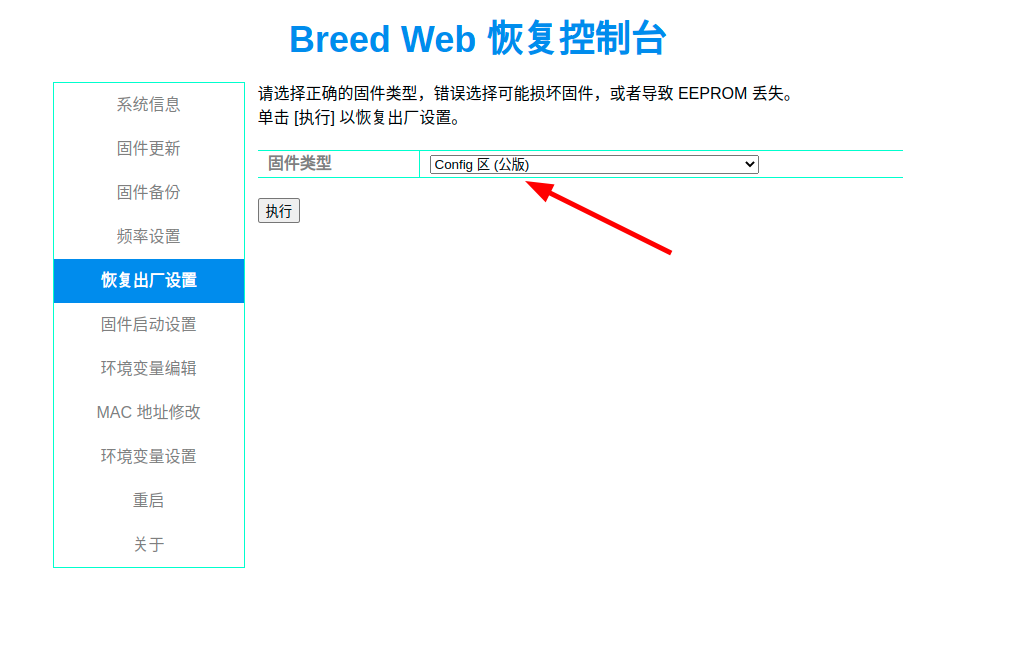 Breed Web 恢复控制台
系统信息
固件更新
固件备份
频率设置
恢复出厂设置
固件启动设置
环境变量编辑
MAC 地址修改
环境变量设置
重启
关于
请选择正确的固件类型，错误选择可能损坏固件，或者导致 EEPROM 丢失。
单击 [执行] 以恢复出厂设置。
固件类型 Config 区 (公版)
执行